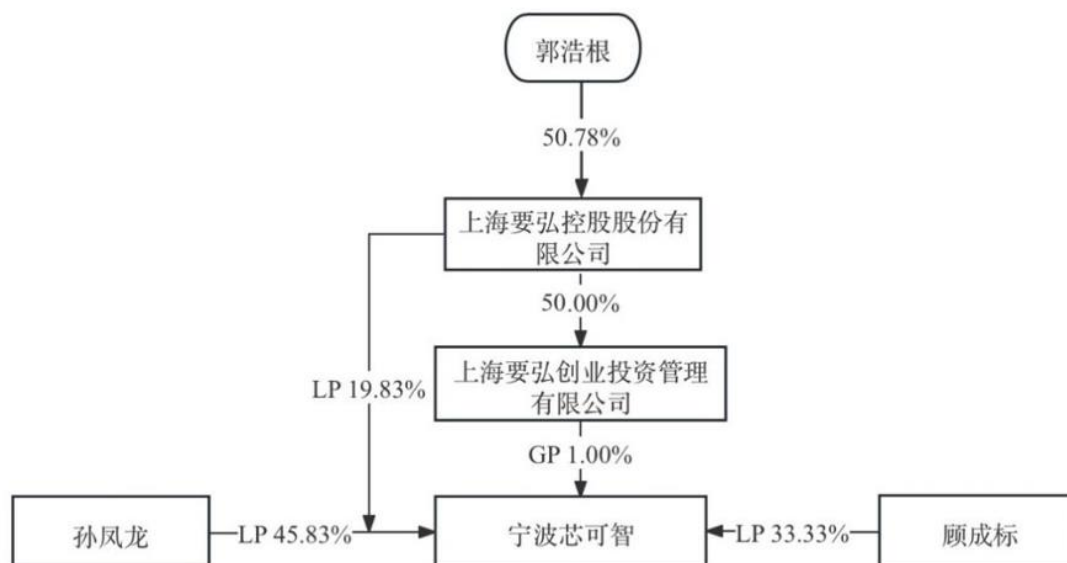 郭浩根
50.78%
上海要弘控股股份有
限公司
50.00%
上海要弘创业投资管理
有限公司
LP 19.83%
GP 1.00%
孙凤龙
LP 45.83%
宁波芯可智
LP 33.33%
顾成标